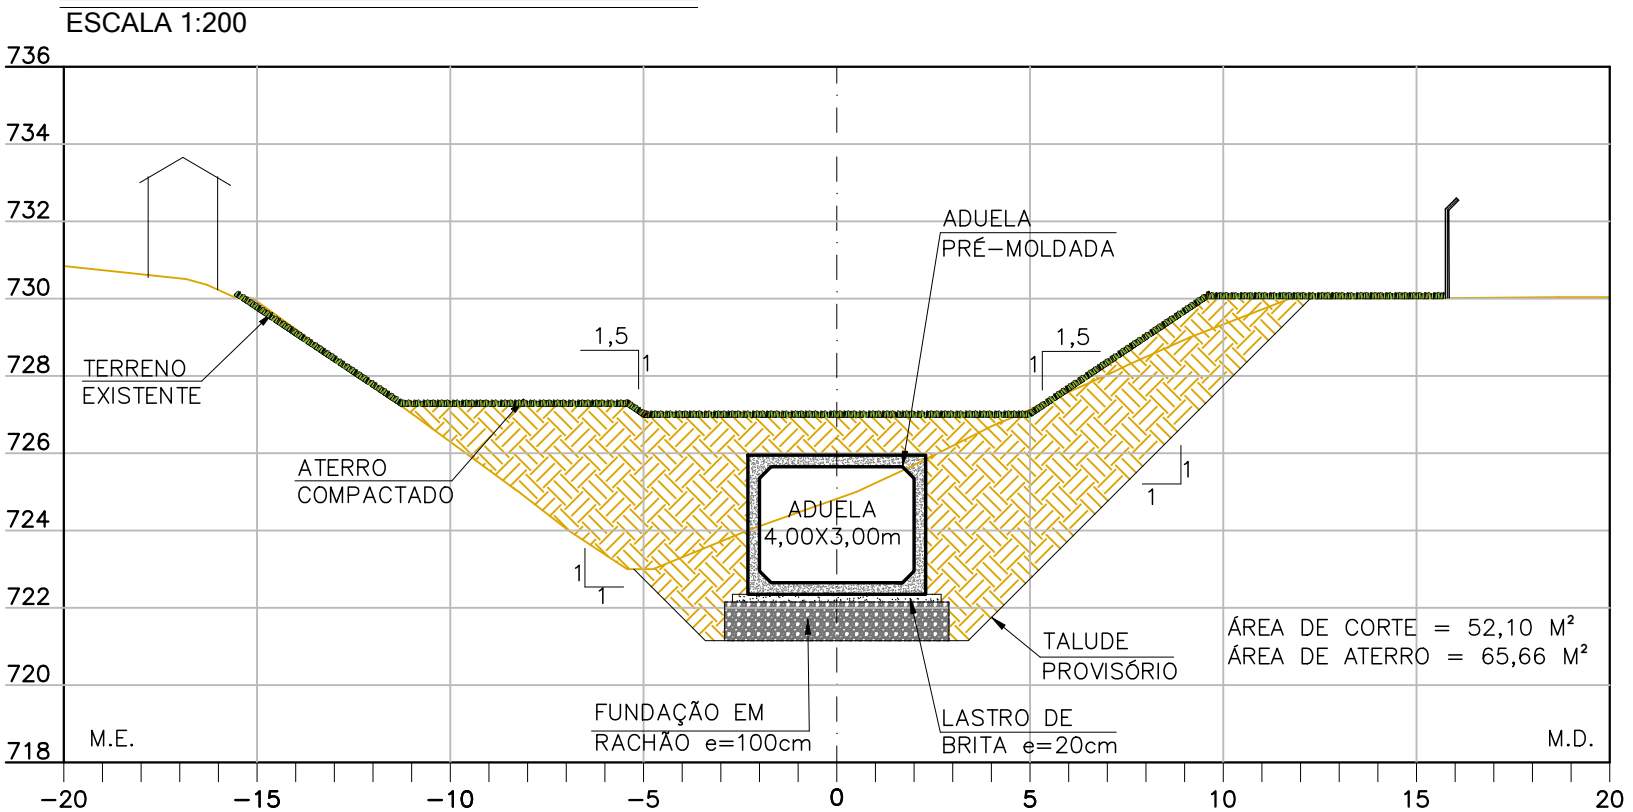 ESCALA 1:200
736
734
732
730
728
726
724
722
720
718
ADUELA
PRÉ-MOLDADA
1,5
1
1,5
1
TERRENO
EXISTENTE
ATERRO
COMPACTADO
ADUELA
4,00X3,00m
1
1
1
1
TALUDE
PROVISÓRIO
ÁREA DE CORTE = 52,10 M²
ÁREA DE ATERRO = 65,66 M²
FUNDAÇÃO EM
RACHÃO e=100cm
LASTRO DE
BRITA e=20cm
M.E.
M.D.
-20 -15 -10 -5 0 5 10 15 20